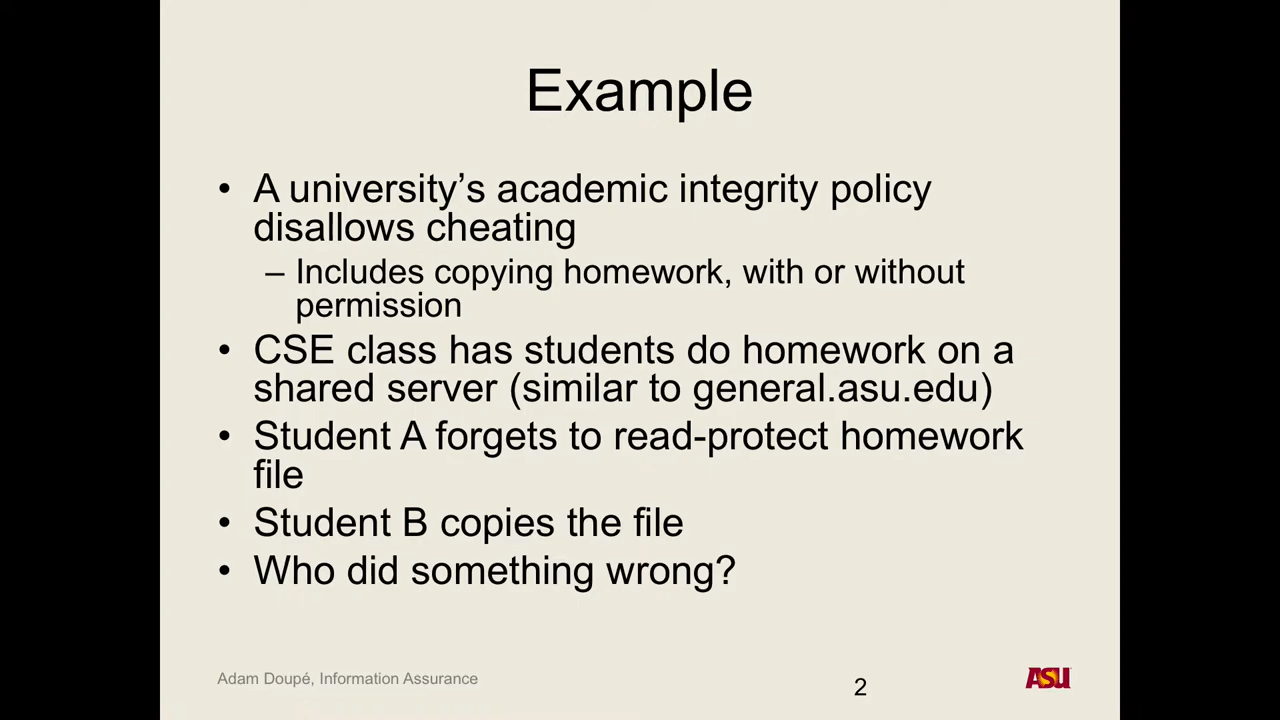 Example
• A university’s academic integrity policy
disallows cheating
– Includes copying homework, with or without
permission
• CSE class has students do homework on a
shared server (similar to general.asu.edu)
• Student A forgets to read-protect homework
file
• Student B copies the file
• Who did something wrong?
Adam Doupé, Information Assurance
2
ASU